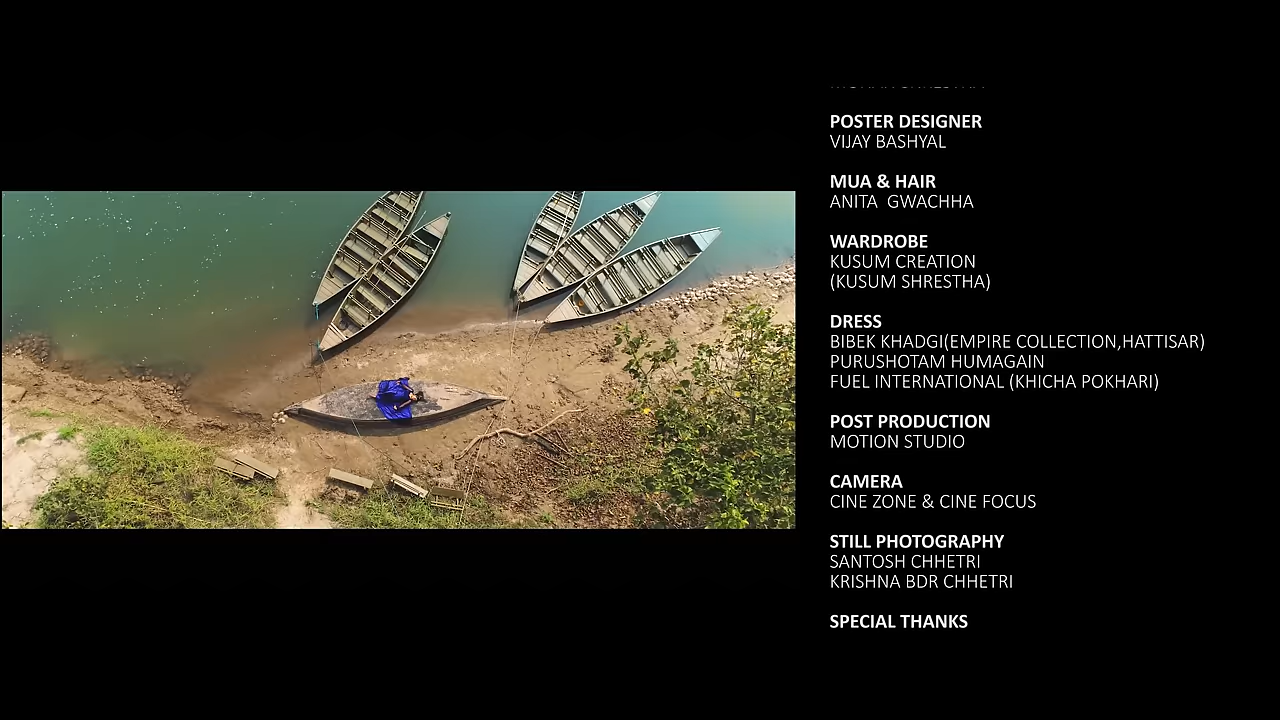 POSTER DESIGNER
VIJAY BASHYAL
MUA & HAIR
ANITA GWACHHA
WARDROBE
KUSUM CREATION
(KUSUM SHRESTHA)
DRESS
BIBEK KHADGI(EMPIRE COLLECTION,HATTISAR)
PURUSHOTAM HUMAGAIN
FUEL INTERNATIONAL (KHICHA POKHARI)
POST PRODUCTION
MOTION STUDIO
CAMERA
CINE ZONE & CINE FOCUS
STILL PHOTOGRAPHY
SANTOSH CHHETRI
KRISHNA BDR CHHETRI
SPECIAL THANKS